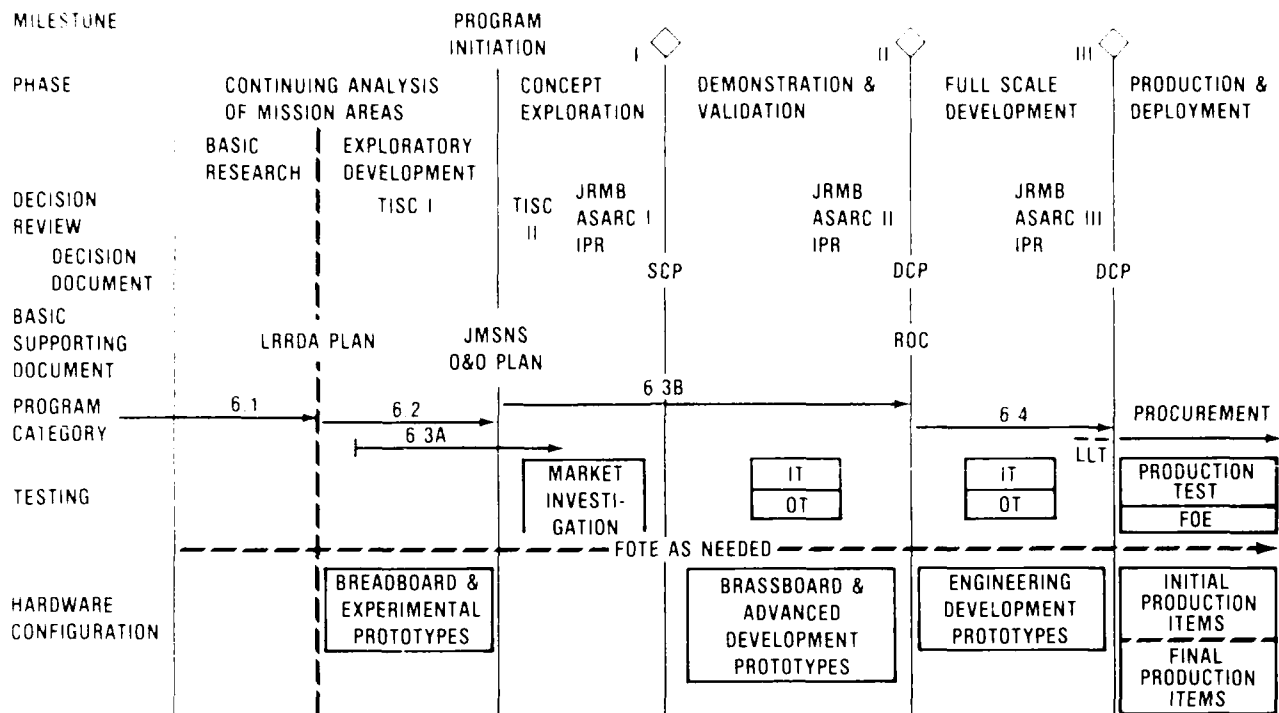 MILESTONE
PROGRAM
INITIATION
I
II
III
PHASE
CONTINUING ANALYSIS
OF MISSION AREAS
CONCEPT
EXPLORATION
DEMONSTRATION &
VALIDATION
FULL SCALE
DEVELOPMENT
PRODUCTION &
DEPLOYMENT
BASIC
RESEARCH
EXPLORATORY
DEVELOPMENT
DECISION
REVIEW
TISC I
TISC
II
JRMB
ASARC I
IPR
JRMB
ASARC II
IPR
JRMB
ASARC III
IPR
DECISION
DOCUMENT
SCP
DCP
DCP
BASIC
SUPPORTING
DOCUMENT
LRRDA PLAN
JMSNS
O&O PLAN
ROC
PROGRAM
CATEGORY
6.1
6.2
6 3A
6 3B
6 4
LLT
PROCUREMENT
TESTING
MARKET
INVESTI-
GATION
IT
OT
IT
OT
PRODUCTION
TEST
FOE
FOTE AS NEEDED
HARDWARE
CONFIGURATION
BREADBOARD &
EXPERIMENTAL
PROTOTYPES
BRASSBOARD &
ADVANCED
DEVELOPMENT
PROTOTYPES
ENGINEERING
DEVELOPMENT
PROTOTYPES
INITIAL
PRODUCTION
ITEMS
FINAL
PRODUCTION
ITEMS